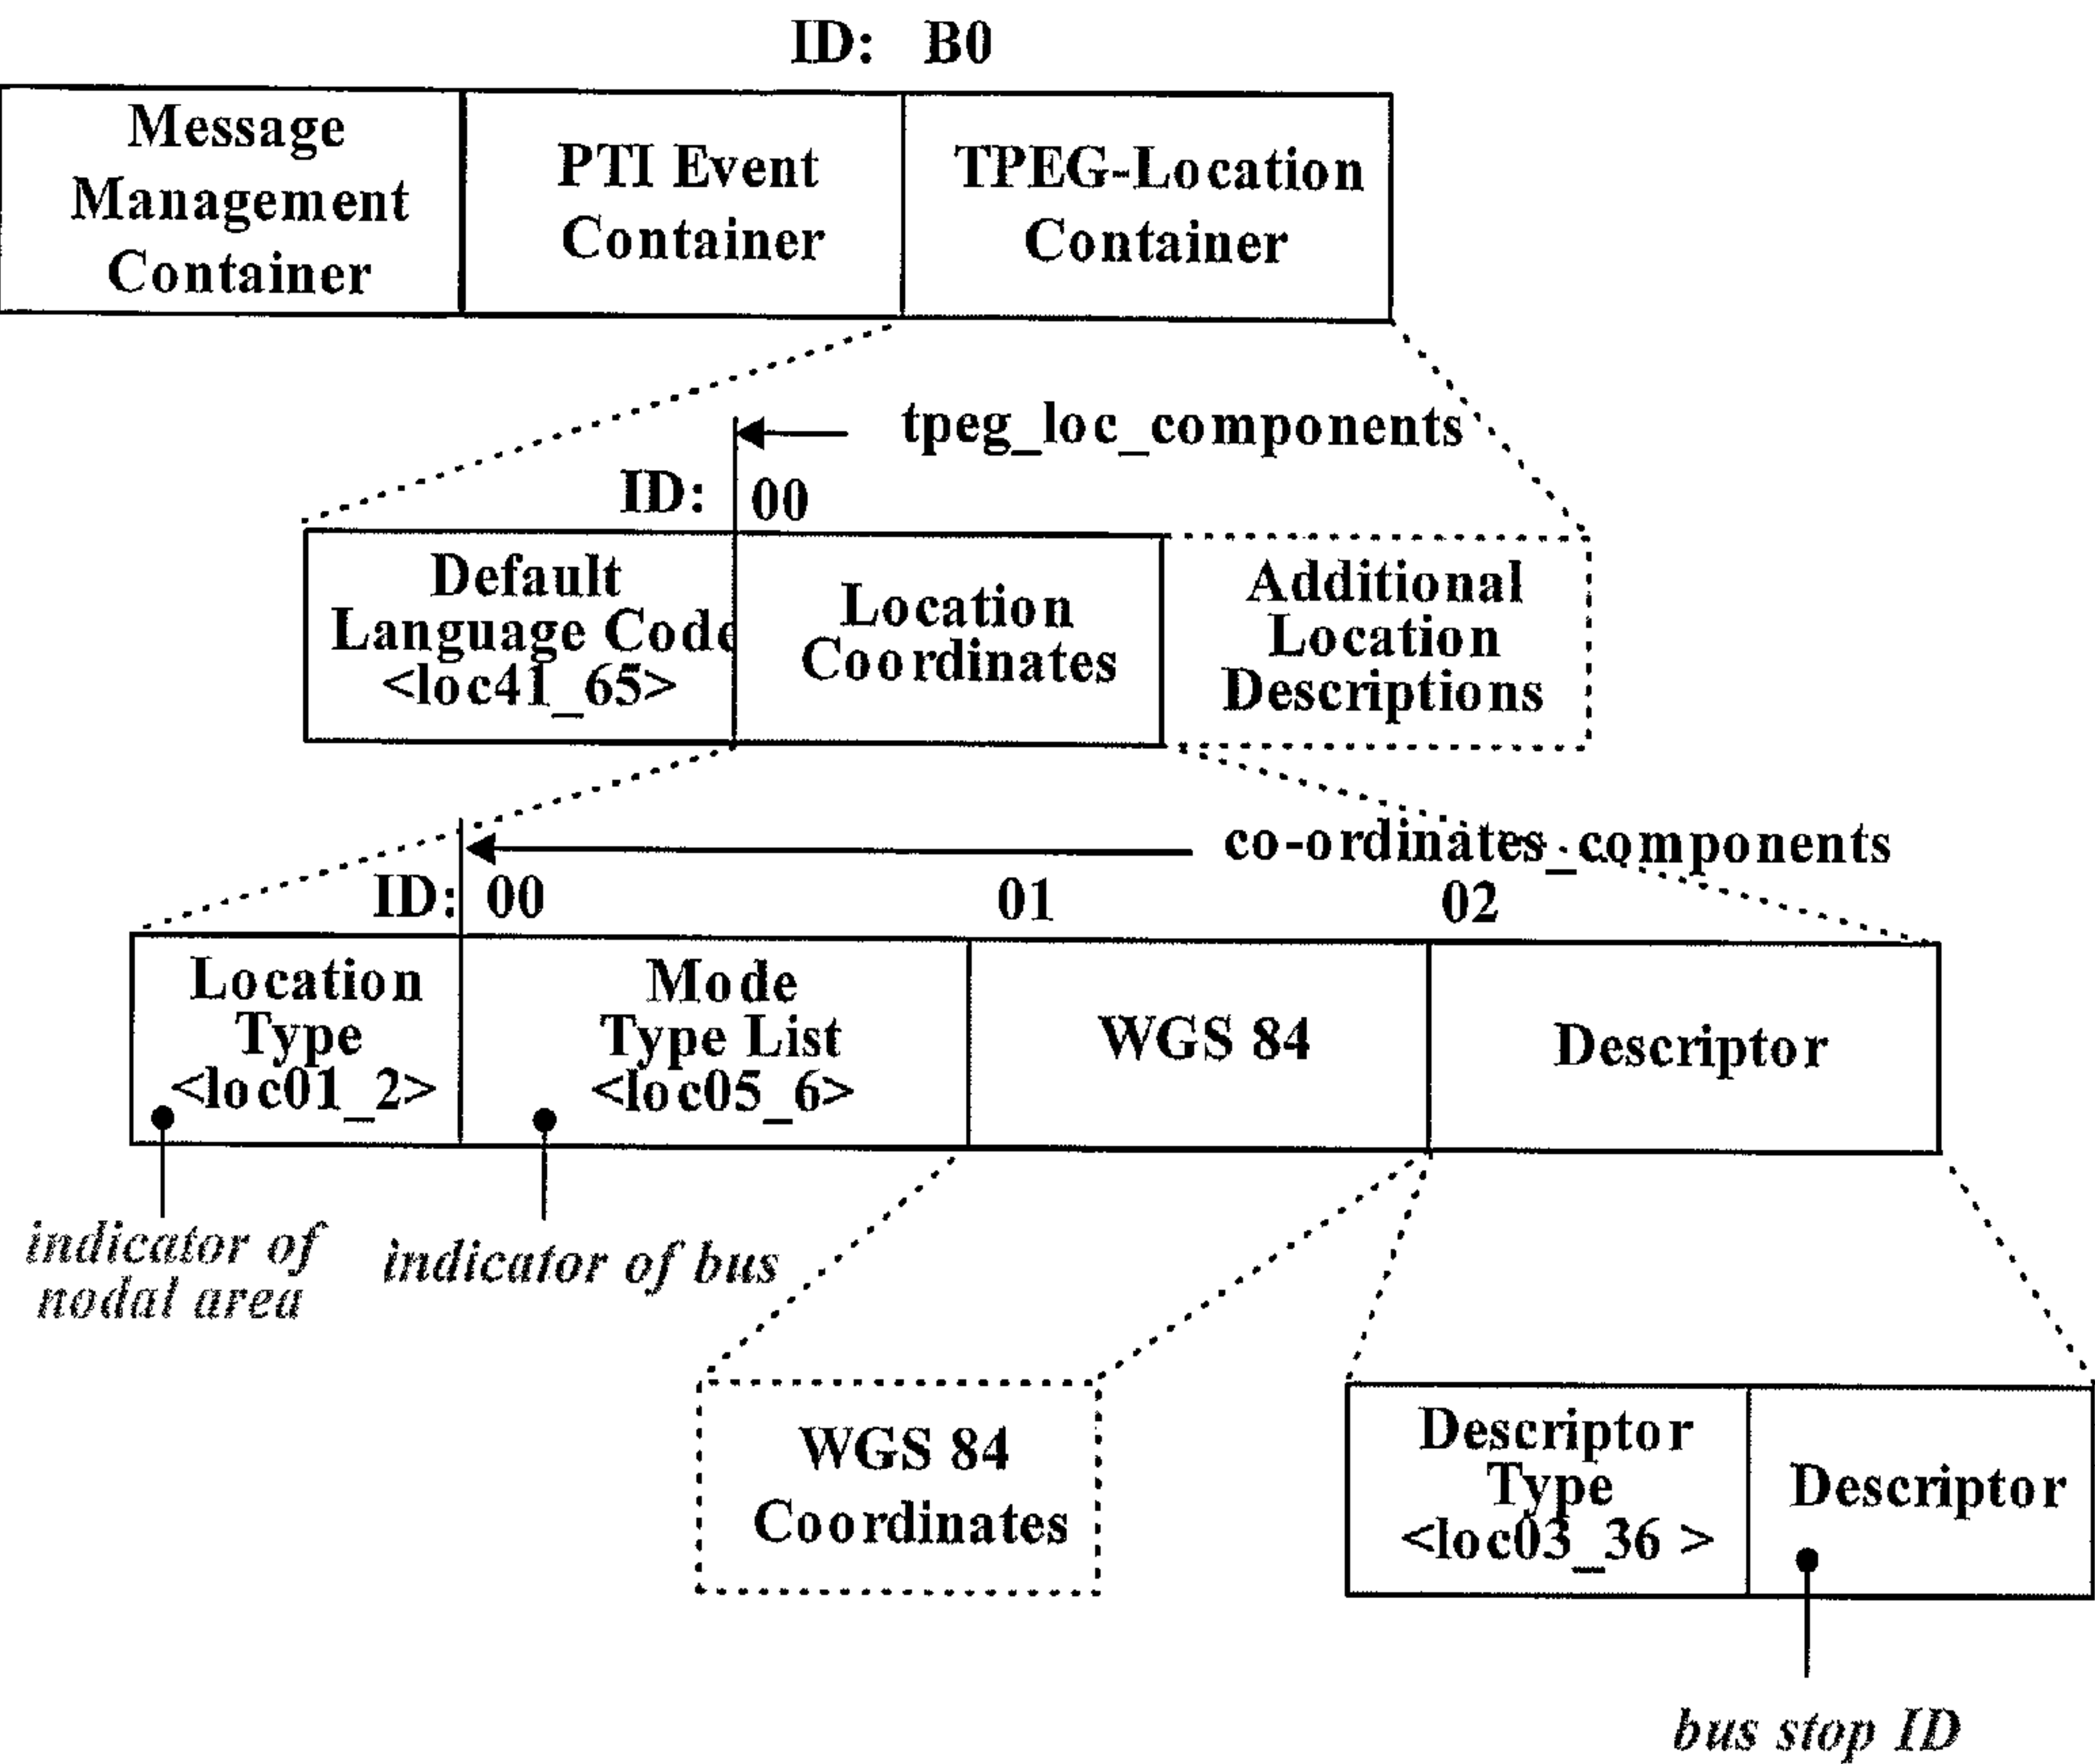 ID: B0
Message
Management
Container
PTI Event
Container
TPEG-Location
Container
tpeg_loc_components
ID: 00
Default
Language Code
<loc41_65>
Location
Coordinates
Additional
Location
Descriptions
co-ordinates_components
ID: 00 01 02
Location
Type
<loc01_2>
Mode
Type List
<loc05_6>
WGS 84
Descriptor
indicator of
nodal area
indicator of bus
WGS 84
Coordinates
Descriptor
Type
<loc03_36 >
Descriptor
bus stop ID